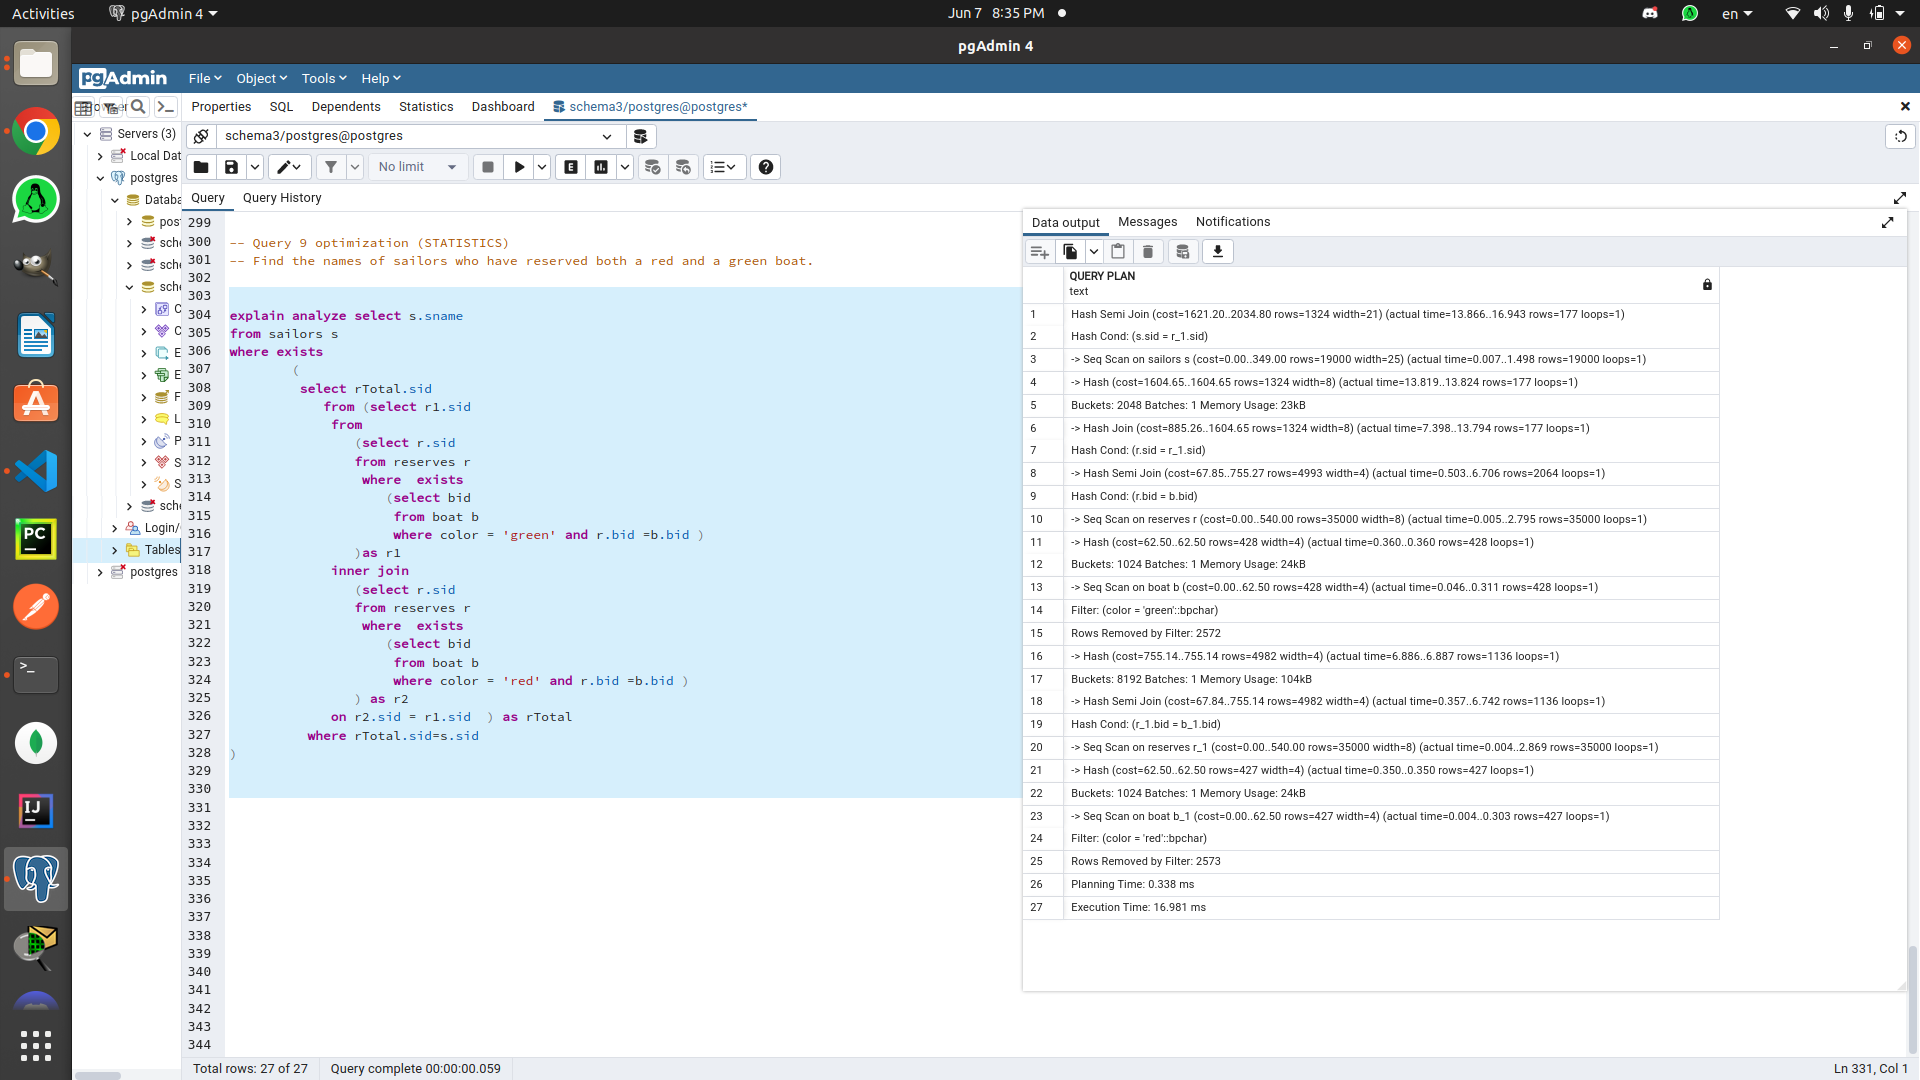 Activities
pgAdmin 4
Jun 7 8:35 PM
en
pgAdmin 4
pgAdmin
File
Object
Tools
Help
Properties
SQL
Dependents
Statistics
Dashboard
schema3/postgres@postgres*
schema3/postgres@postgres
No limit
Servers (3)
Local Dat
postgres
Databa
pos
sche
sche
sche
C
C
E
E
F
L
P
S
S
sche
Login/
Tables
postgres
Query
Query History
299
300 -- Query 9 optimization (STATISTICS)
301 -- Find the names of sailors who have reserved both a red and a green boat.
302
303
304 explain analyze select s.sname
305 from sailors s
306 where exists
307 (
308 select rTotal.sid
309 from (select r1.sid
310 from
311 (select r.sid
312 from reserves r
313 where exists
314 (select bid
315 from boat b
316 where color = 'green' and r.bid =b.bid )
317 )as r1
318 inner join
319 (select r.sid
320 from reserves r
321 where exists
322 (select bid
323 from boat b
324 where color = 'red' and r.bid =b.bid )
325 ) as r2
326 on r2.sid = r1.sid ) as rTotal
327 where rTotal.sid=s.sid
328 )
329
330
331
332
333
334
335
336
337
338
339
340
341
342
343
344
Data output
Messages
Notifications
QUERY PLAN
text
1 Hash Semi Join (cost=1621.20..2034.80 rows=1324 width=21) (actual time=13.866..16.943 rows=177 loops=1)
2 Hash Cond: (s.sid = r_1.sid)
3 -> Seq Scan on sailors s (cost=0.00..349.00 rows=19000 width=25) (actual time=0.007..1.498 rows=19000 loops=1)
4 -> Hash (cost=1604.65..1604.65 rows=1324 width=8) (actual time=13.819..13.824 rows=177 loops=1)
5 Buckets: 2048 Batches: 1 Memory Usage: 23kB
6 -> Hash Join (cost=885.26..1604.65 rows=1324 width=8) (actual time=7.398..13.794 rows=177 loops=1)
7 Hash Cond: (r.sid = r_1.sid)
8 -> Hash Semi Join (cost=67.85..755.27 rows=4993 width=4) (actual time=0.503..6.706 rows=2064 loops=1)
9 Hash Cond: (r.bid = b.bid)
10 -> Seq Scan on reserves r (cost=0.00..540.00 rows=35000 width=8) (actual time=0.005..2.795 rows=35000 loops=1)
11 -> Hash (cost=62.50..62.50 rows=428 width=4) (actual time=0.360..0.360 rows=428 loops=1)
12 Buckets: 1024 Batches: 1 Memory Usage: 24kB
13 -> Seq Scan on boat b (cost=0.00..62.50 rows=428 width=4) (actual time=0.046..0.311 rows=428 loops=1)
14 Filter: (color = 'green'::bpchar)
15 Rows Removed by Filter: 2572
16 -> Hash (cost=755.14..755.14 rows=4982 width=4) (actual time=6.886..6.887 rows=1136 loops=1)
17 Buckets: 8192 Batches: 1 Memory Usage: 104kB
18 -> Hash Semi Join (cost=67.84..755.14 rows=4982 width=4) (actual time=0.357..6.742 rows=1136 loops=1)
19 Hash Cond: (r_1.bid = b_1.bid)
20 -> Seq Scan on reserves r_1 (cost=0.00..540.00 rows=35000 width=8) (actual time=0.004..2.869 rows=35000 loops=1)
21 -> Hash (cost=62.50..62.50 rows=427 width=4) (actual time=0.350..0.350 rows=427 loops=1)
22 Buckets: 1024 Batches: 1 Memory Usage: 24kB
23 -> Seq Scan on boat b_1 (cost=0.00..62.50 rows=427 width=4) (actual time=0.004..0.303 rows=427 loops=1)
24 Filter: (color = 'red'::bpchar)
25 Rows Removed by Filter: 2573
26 Planning Time: 0.338 ms
27 Execution Time: 16.981 ms
Total rows: 27 of 27
Query complete 00:00:00.059
Ln 331, Col 1